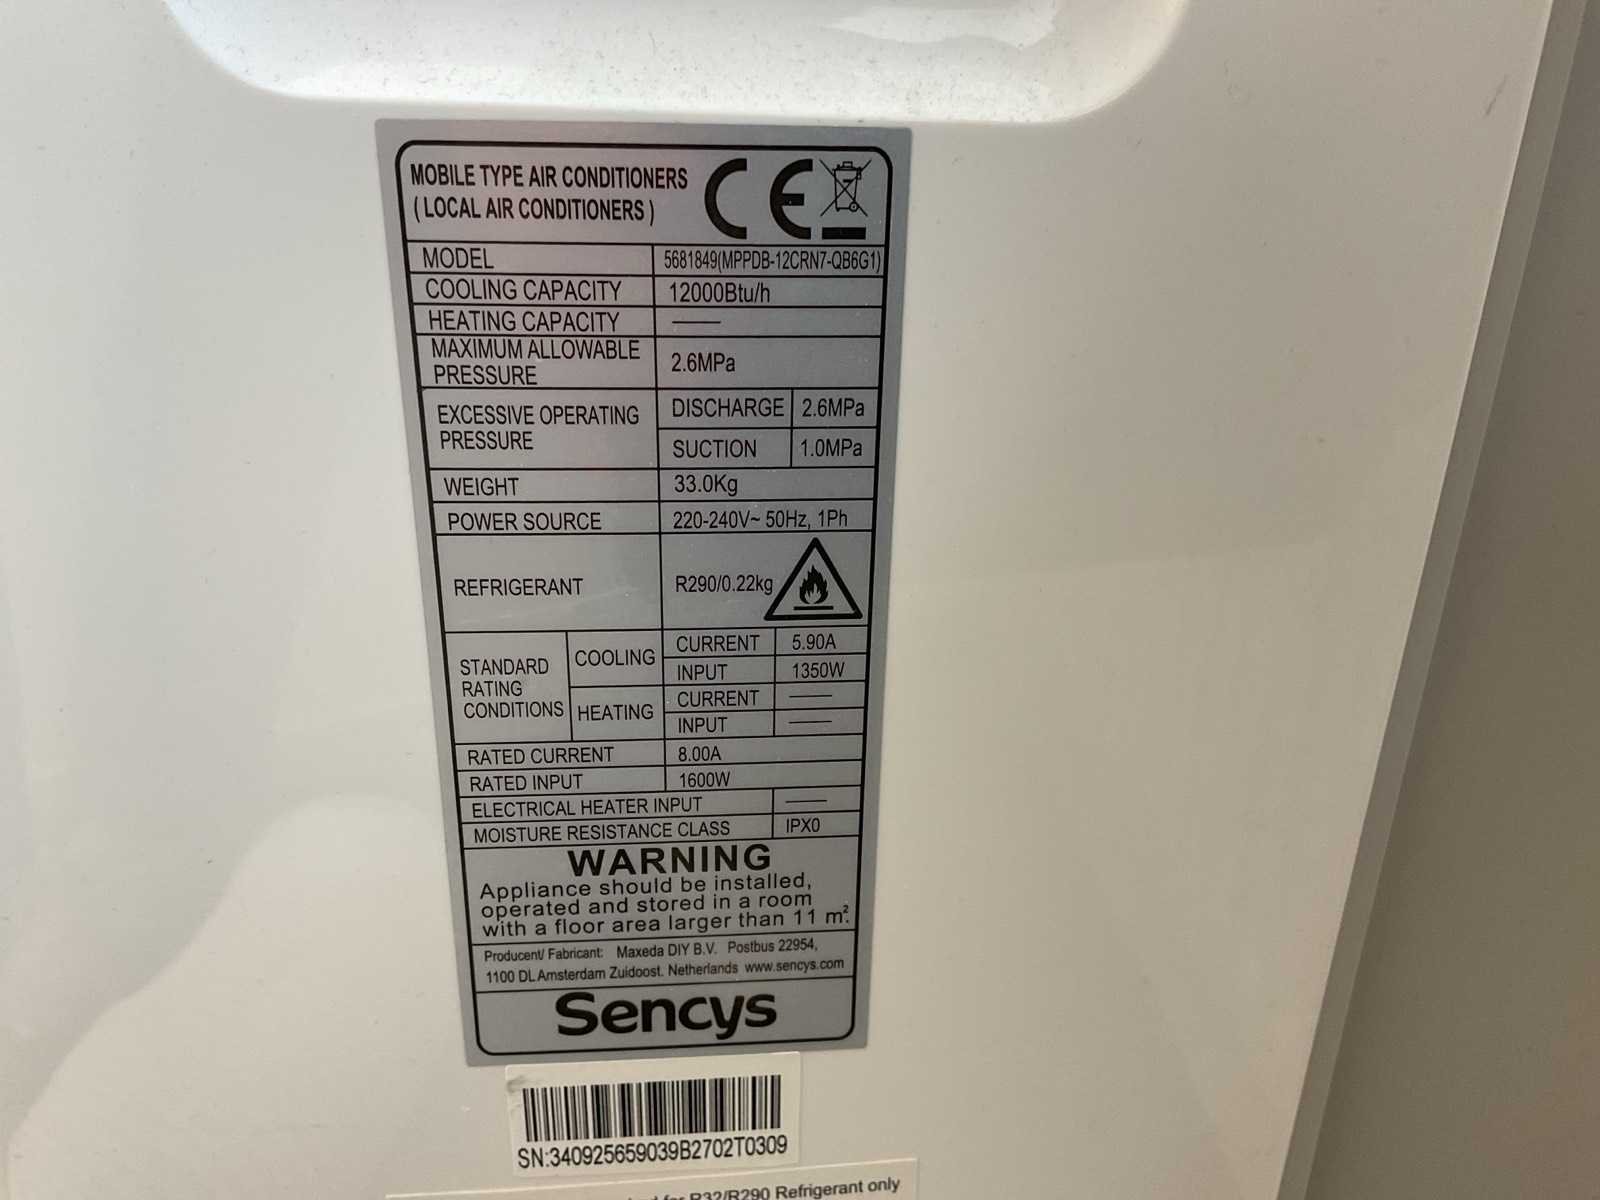 MOBILE TYPE AIR CONDITIONERS
( LOCAL AIR CONDITIONERS )
CE
MODEL 5681849(MPPDB-12CRN7-QB6G1)
COOLING CAPACITY 12000Btu/h
HEATING CAPACITY ——
MAXIMUM ALLOWABLE PRESSURE 2.6MPa
EXCESSIVE OPERATING PRESSURE DISCHARGE 2.6MPa
SUCTION 1.0MPa
WEIGHT 33.0Kg
POWER SOURCE 220-240V~ 50Hz, 1Ph
REFRIGERANT R290/0.22kg
STANDARD RATING CONDITIONS COOLING CURRENT 5.90A
INPUT 1350W
HEATING CURRENT ——
INPUT ——
RATED CURRENT 8.00A
RATED INPUT 1600W
ELECTRICAL HEATER INPUT ——
MOISTURE RESISTANCE CLASS IPX0
WARNING
Appliance should be installed,
operated and stored in a room
with a floor area larger than 11 m².
Producent/ Fabricant: Maxeda DIY B.V. Postbus 22954,
1100 DL Amsterdam Zuidoost. Netherlands www.sencys.com
Sencys
SN:340925659039B2702T0309
for R32/R290 Refrigerant only